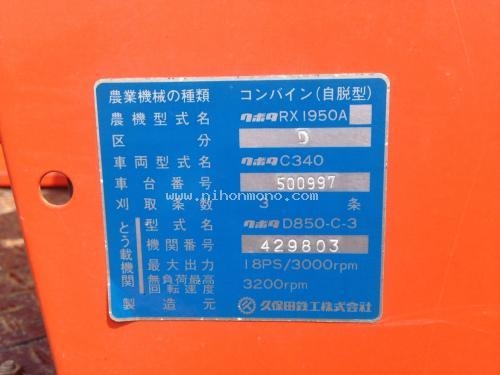 農業機械の種類 コンバイン(自脱型)
農機型式名 クボタRX1950A
区分 D
車両型式名 クボタC340
車台番号 500997
刈取条数 3条
とう載機関
型式名 クボタD850-C-3
機関番号 429803
最大出力 18PS/3000rpm
無負荷最高回転速度 3200rpm
製造元 久保田鉄工株式会社
www.nihonmono.com